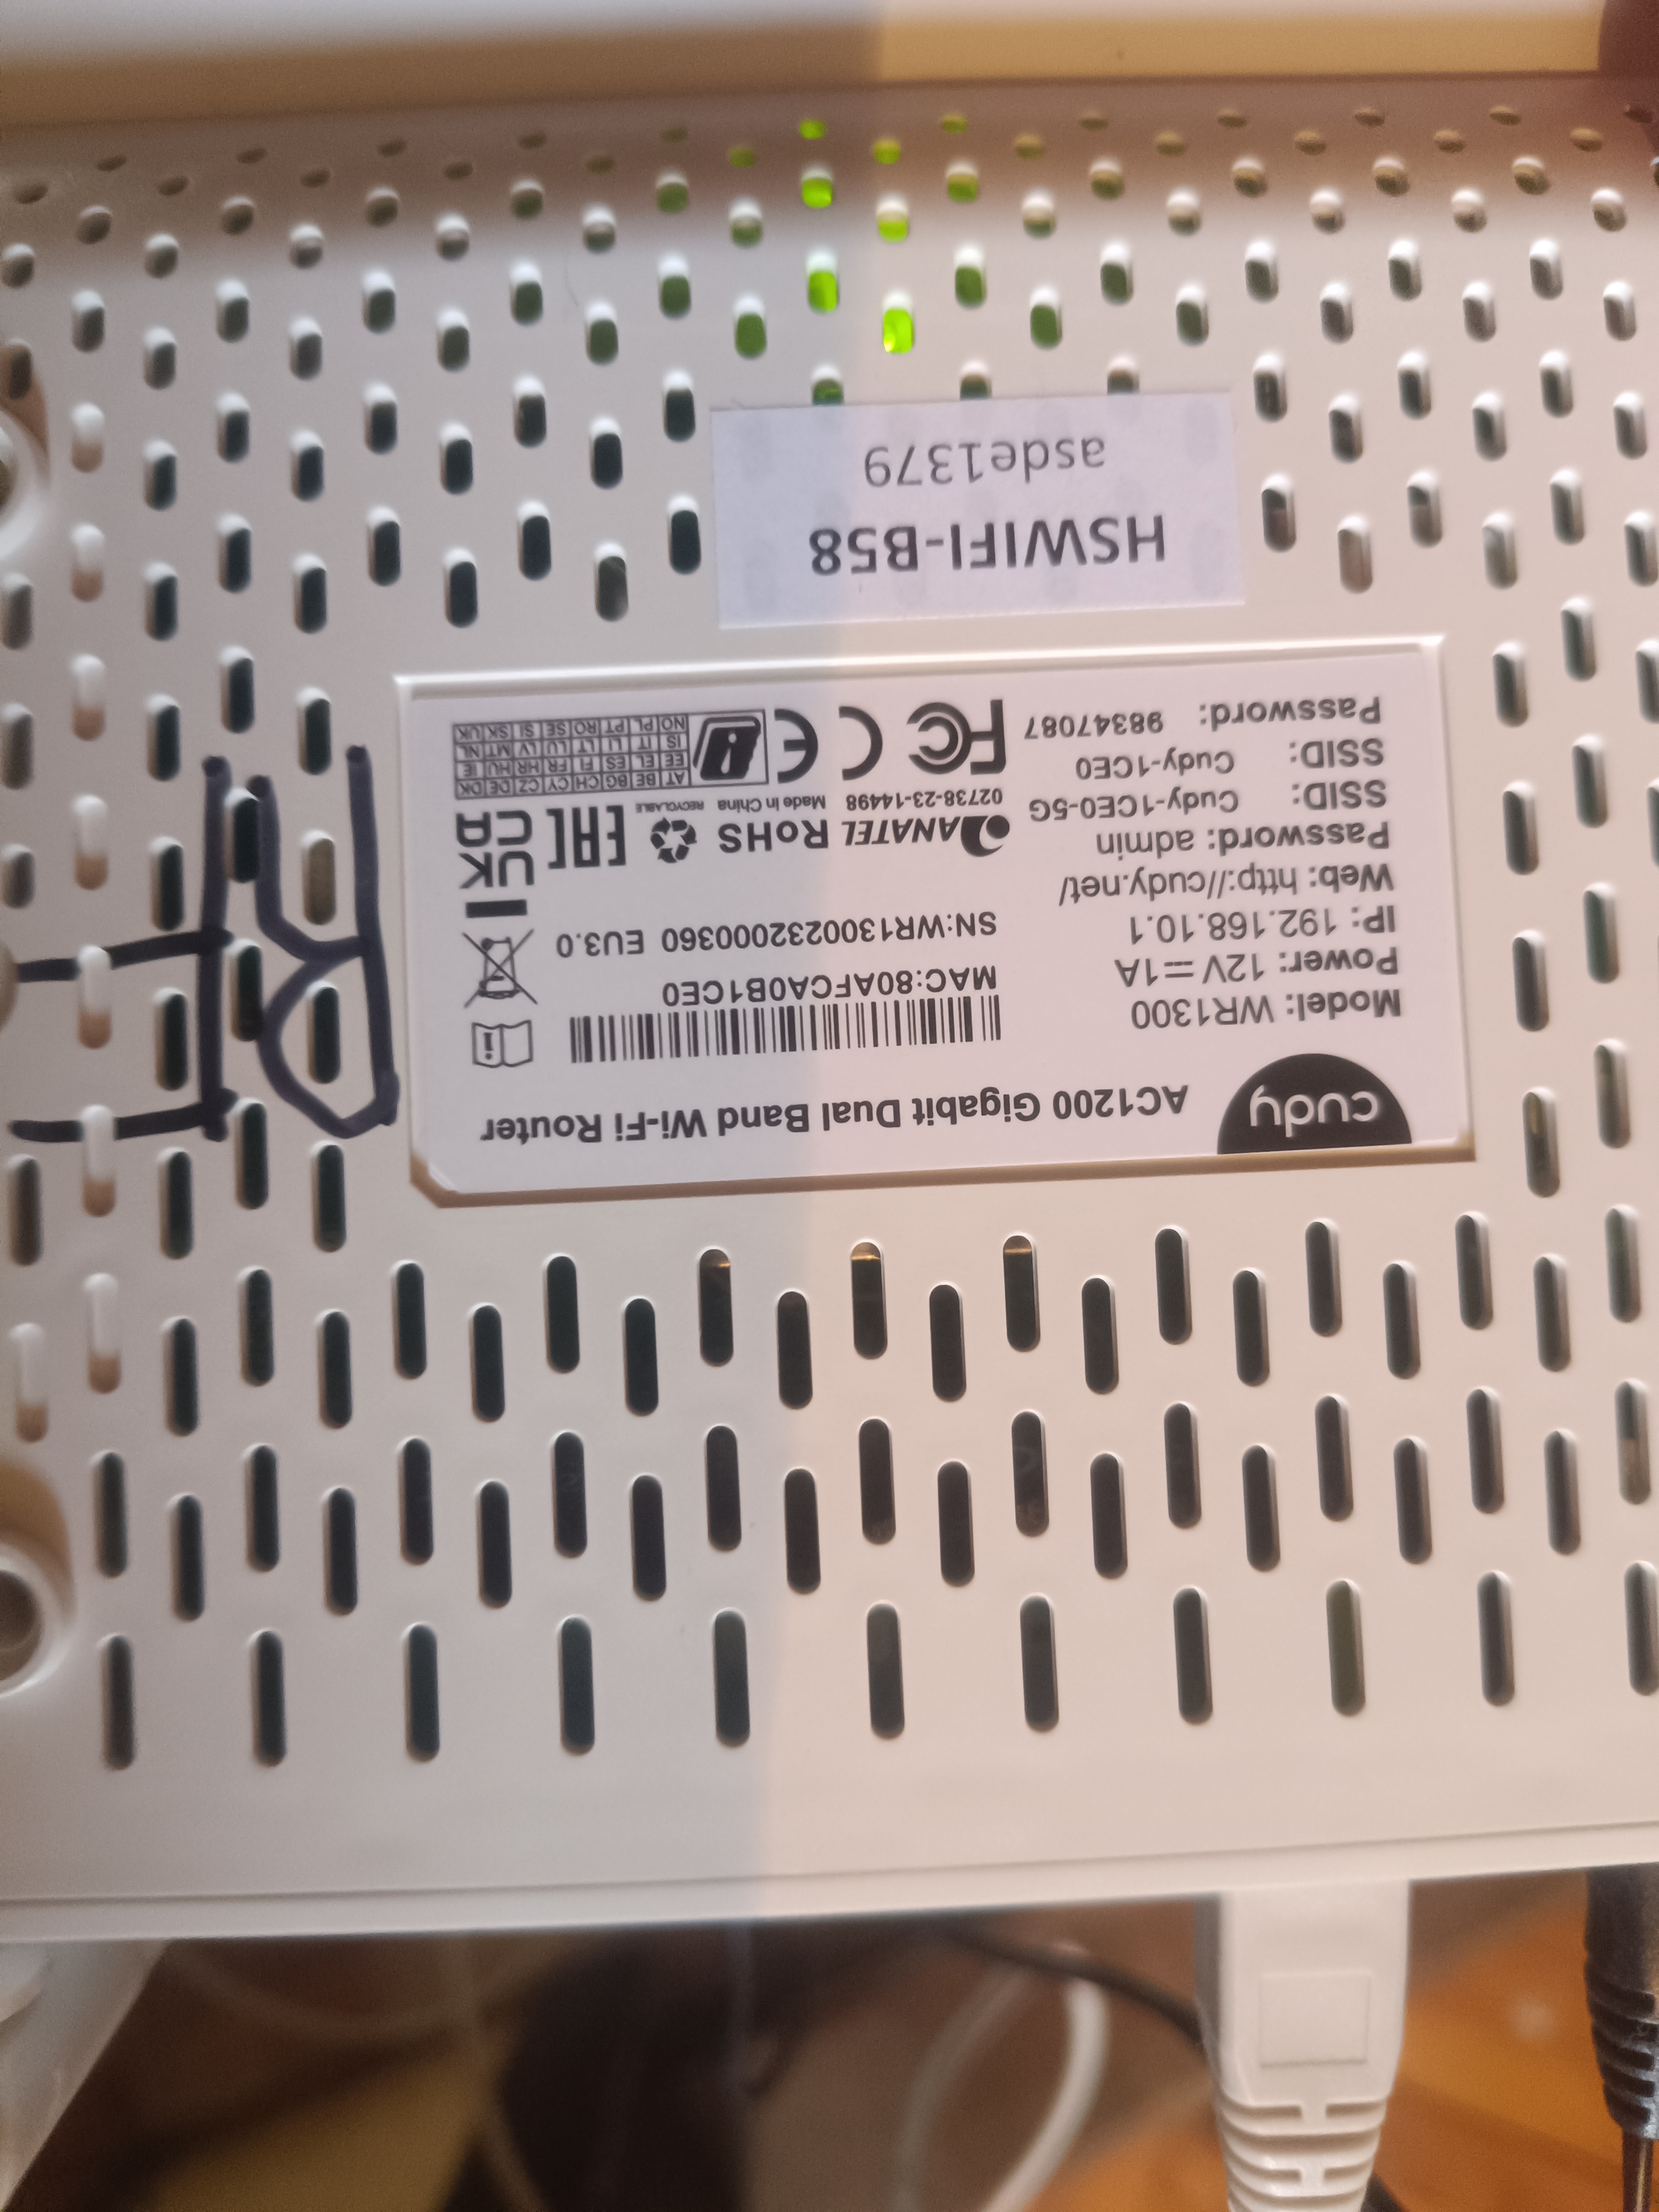 cudy
AC1200 Gigabit Dual Band Wi-Fi Router
Model: WR1300
Power: 12V⎓1A
IP: 192.168.10.1
Web: http://cudy.net/
Password: admin
SSID: Cudy-1CE0-5G
SSID: Cudy-1CE0
Password: 98347087
MAC:80AFCA0B1CE0
SN:WR1300232000360 EU3.0
ANATEL RoHS
RECYCLABLE
EAC
UK
CA
02738-23-14498 Made in China
FC CE
i
AT BE BG CH CY CZ DE DK
EE EL ES FI FR HR HU IE
IS IT LI LT LU LV MT NL
NO PL PT RO SE SI SK UK
HSWIFI-B58
asde1379